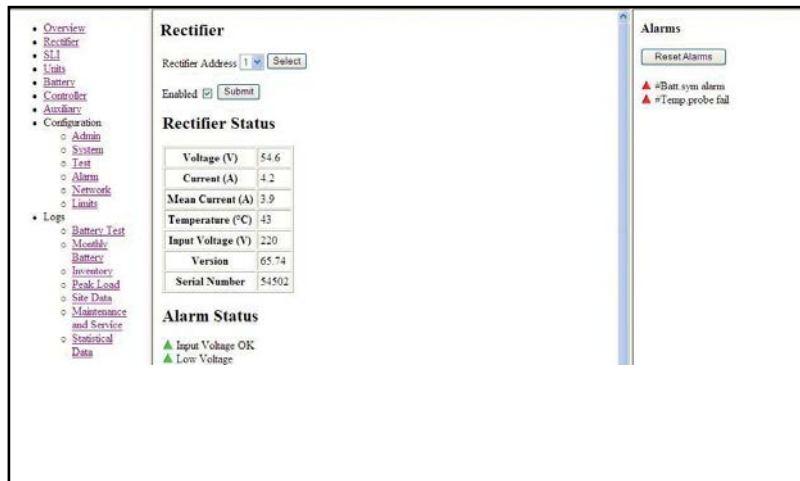 Overview
Rectifier
SLI
Units
Battery
Controller
Auxiliary
Configuration
Admin
System
Test
Alarm
Network
Limits
Logs
Battery Test
Monthly
Battery
Inventory
Peak Load
Site Data
Maintenance
and Service
Statistical
Data
Rectifier
Rectifier Address 1 Select
Enabled Submit
Rectifier Status
Voltage (V) 54.6
Current (A) 4.2
Mean Current (A) 3.9
Temperature (°C) 43
Input Voltage (V) 220
Version 65.74
Serial Number 54502
Alarm Status
Input Voltage OK
Low Voltage
Alarms
Reset Alarms
#Batt.sym alarm
#Temp.probe fail